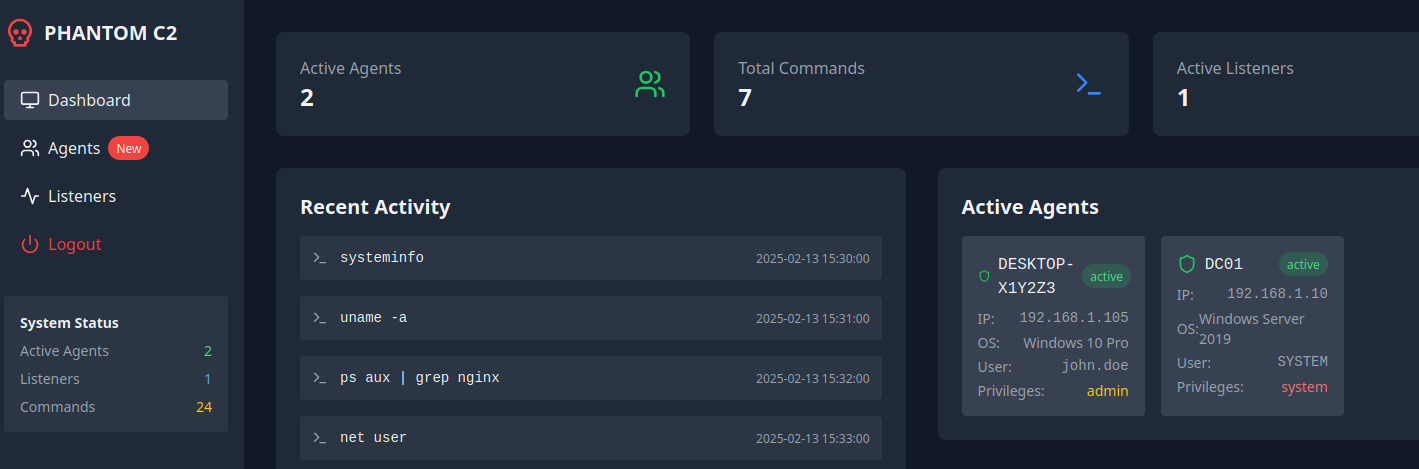 PHANTOM C2
Dashboard
Agents New
Listeners
Logout
System Status
Active Agents 2
Listeners 1
Commands 24
Active Agents
2
Total Commands
7
Active Listeners
1
Recent Activity
systeminfo 2025-02-13 15:30:00
uname -a 2025-02-13 15:31:00
ps aux | grep nginx 2025-02-13 15:32:00
net user 2025-02-13 15:33:00
Active Agents
DESKTOP-
X1Y2Z3
active
IP: 192.168.1.105
OS: Windows 10 Pro
User: john.doe
Privileges: admin
DC01 active
IP: 192.168.1.10
OS: Windows Server
2019
User: SYSTEM
Privileges: system